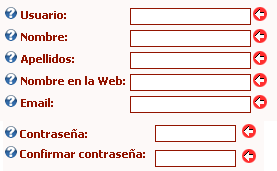 Usuario:
Nombre:
Apellidos:
Nombre en la Web:
Email:
Contraseña:
Confirmar contraseña: